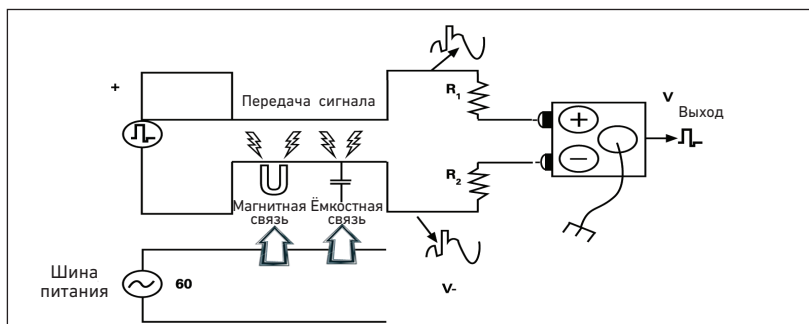 +
Передача сигнала
R1
V
Выход
+
−
R2
Магнитная
связь
Ёмкостная
связь
Шина
питания
60
V-